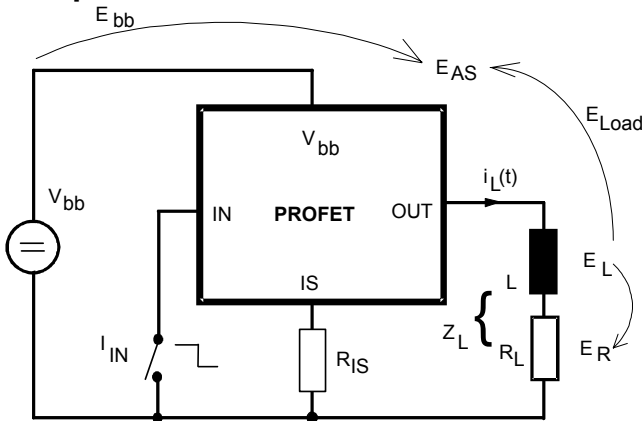 E bb
E AS
E Load
V bb
V bb
i L(t)
IN
PROFET
OUT
IS
L
E L
Z L
{
I IN
R IS
R L
E R